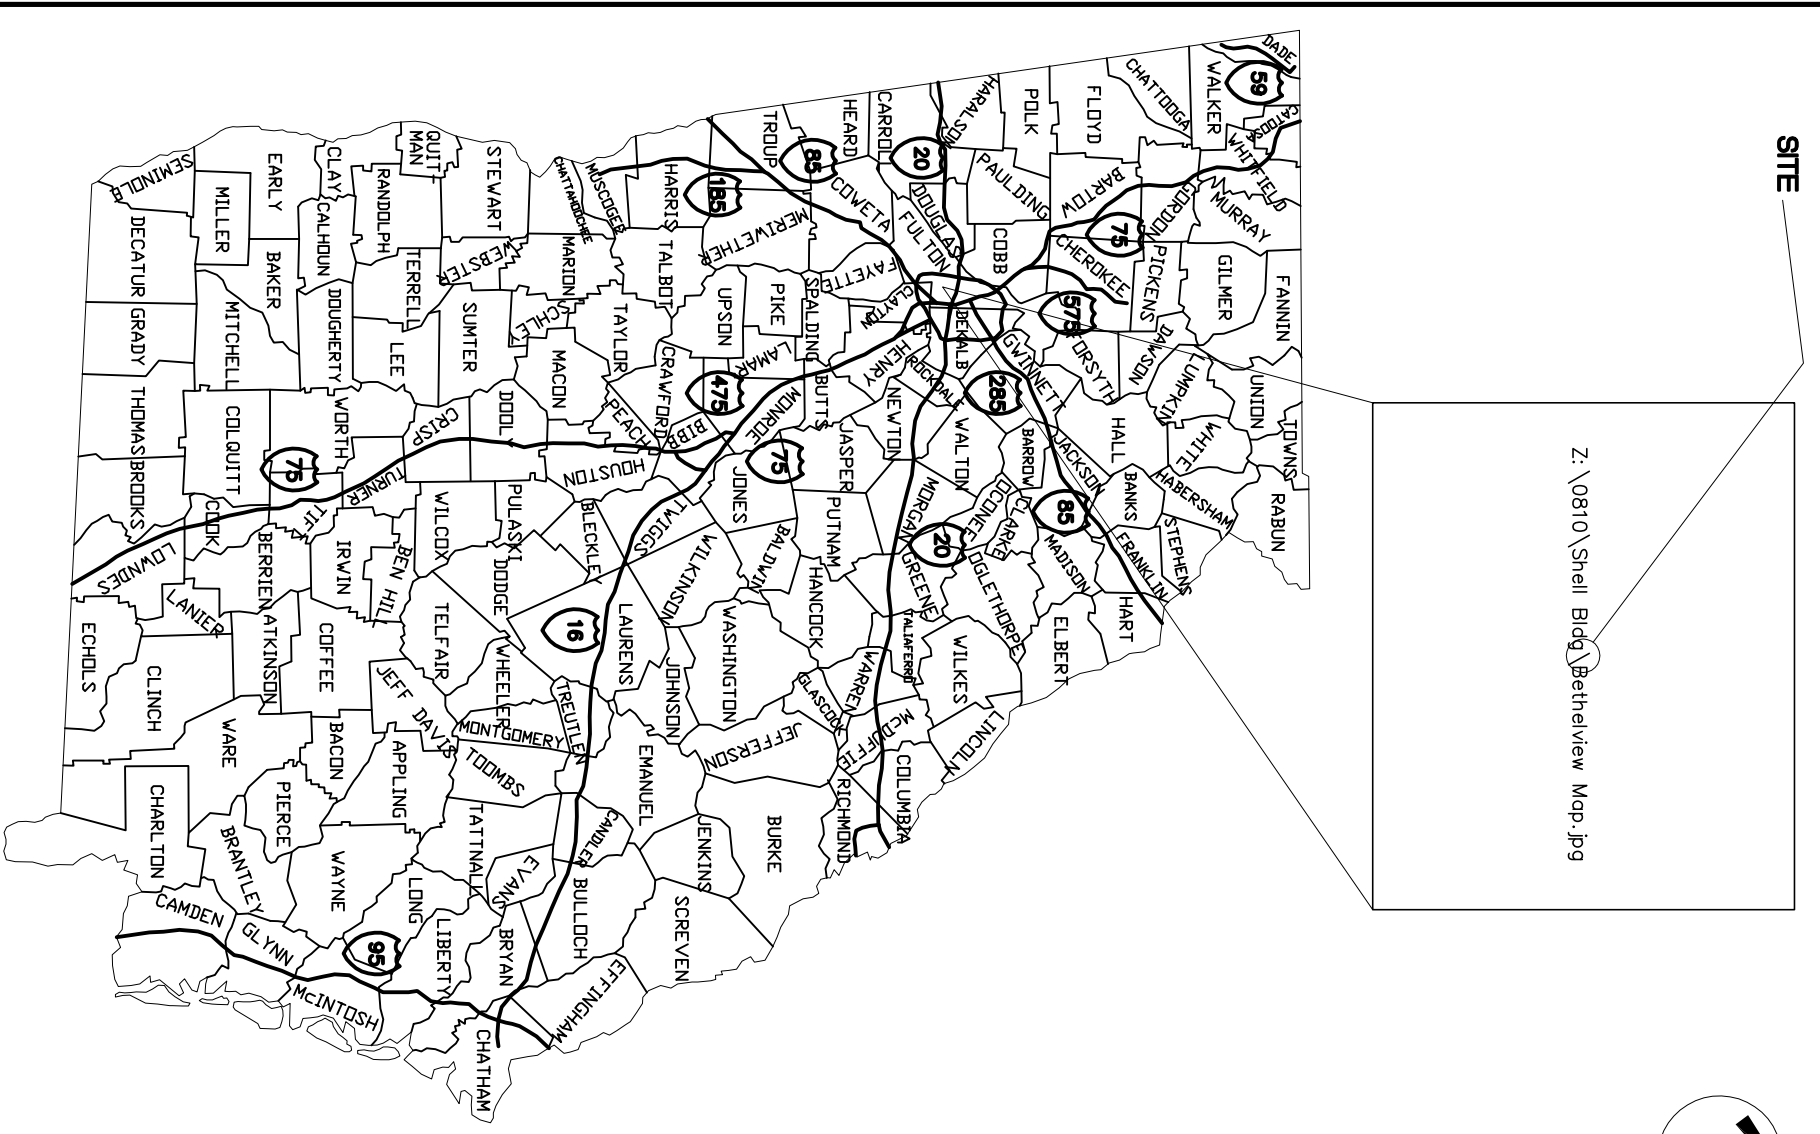 SITE
Z: \0810\Shell Bldg \Bethelview Map.jpg
DADE
59
CATOOSA
WALKER
WHITFIELD
MURRAY
FANNIN
GILMER
UNION
TOWNS
RABUN
CHATTOOGA
GORDON
PICKENS
DAWSON
LUMPKIN
WHITE
HABERSHAM
STEPHENS
FLOYD
BARTOW
75
CHEROKEE
575
FORSYTH
HALL
BANKS
FRANKLIN
HART
POLK
PAULDING
COBB
GWINNETT
JACKSON
BARROW
85
MADISON
ELBERT
HARALSON
20
DOUGLAS
FULTON
DEKALB
285
WALTON
OCONEE
CLARKE
OGLETHORPE
CARROL
COWETA
FAYETTE
CLAYTON
HENRY
ROCKDALE
NEWTON
MORGAN
20
GREENE
TALIAFERRO
WILKES
LINCOLN
HEARD
85
TROUP
MERIWETHER
SPALDING
PIKE
LAMAR
BUTTS
JASPER
PUTNAM
HANCOCK
WARREN
GLASCOCK
McDUFFIE
COLUMBIA
RICHMOND
HARRIS
185
TALBOT
UPSON
475
MONROE
75
JONES
BALDWIN
WILKINSON
WASHINGTON
JEFFERSON
BURKE
MUSCOGEE
CHATTAHOOCHEE
MARION
TAYLOR
CRAWFORD
BIBB
PEACH
TWIGGS
JOHNSON
EMANUEL
JENKINS
SCREVEN
STEWART
WEBSTER
SCHLE
MACON
HOUSTON
BLECKLEY
LAURENS
16
TREUTLEN
CANDLER
BULLOCH
EFFINGHAM
QUIT-
MAN
RANDOLPH
TERRELL
SUMTER
DOOLY
PULASKI
DODGE
WHEELER
MONTGOMERY
TOOMBS
TATTNALL
EVANS
BRYAN
CHATHAM
CLAY
CALHOUN
DOUGHERTY
LEE
CRISP
WILCOX
TELFAIR
JEFF DAVIS
APPLING
LONG
LIBERTY
EARLY
BAKER
WORTH
TURNER
BEN HILL
IRWIN
COFFEE
BACON
WAYNE
95
McINTOSH
MILLER
MITCHELL
COLQUITT
75
TIFT
COOK
BERRIEN
ATKINSON
WARE
PIERCE
BRANTLEY
GLYNN
SEMINOLE
DECATUR
GRADY
THOMAS
BROOKS
LOWNDES
LANIER
ECHOLS
CLINCH
CHARLTON
CAMDEN